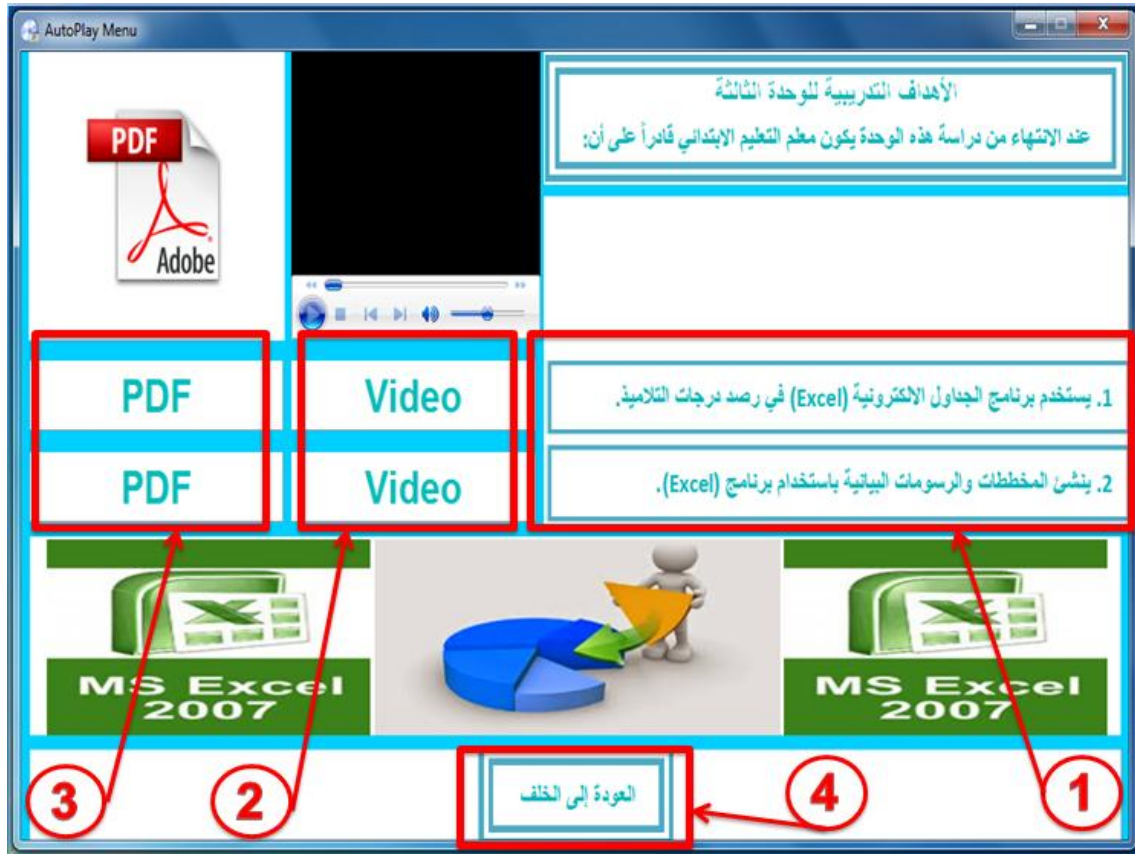 AutoPlay Menu
الأهداف التدريبية للوحدة الثالثة
عند الانتهاء من دراسة هذه الوحدة يكون معلم التعليم الابتدائي قادراً على أن:
PDF
Adobe
1. يستخدم برنامج الجداول الالكترونية (Excel) في رصد درجات التلاميذ.
Video
PDF
2. ينشئ المخططات والرسومات البيانية باستخدام برنامج (Excel).
Video
PDF
MS Excel
2007
MS Excel
2007
العودة إلى الخلف
1
4
2
3